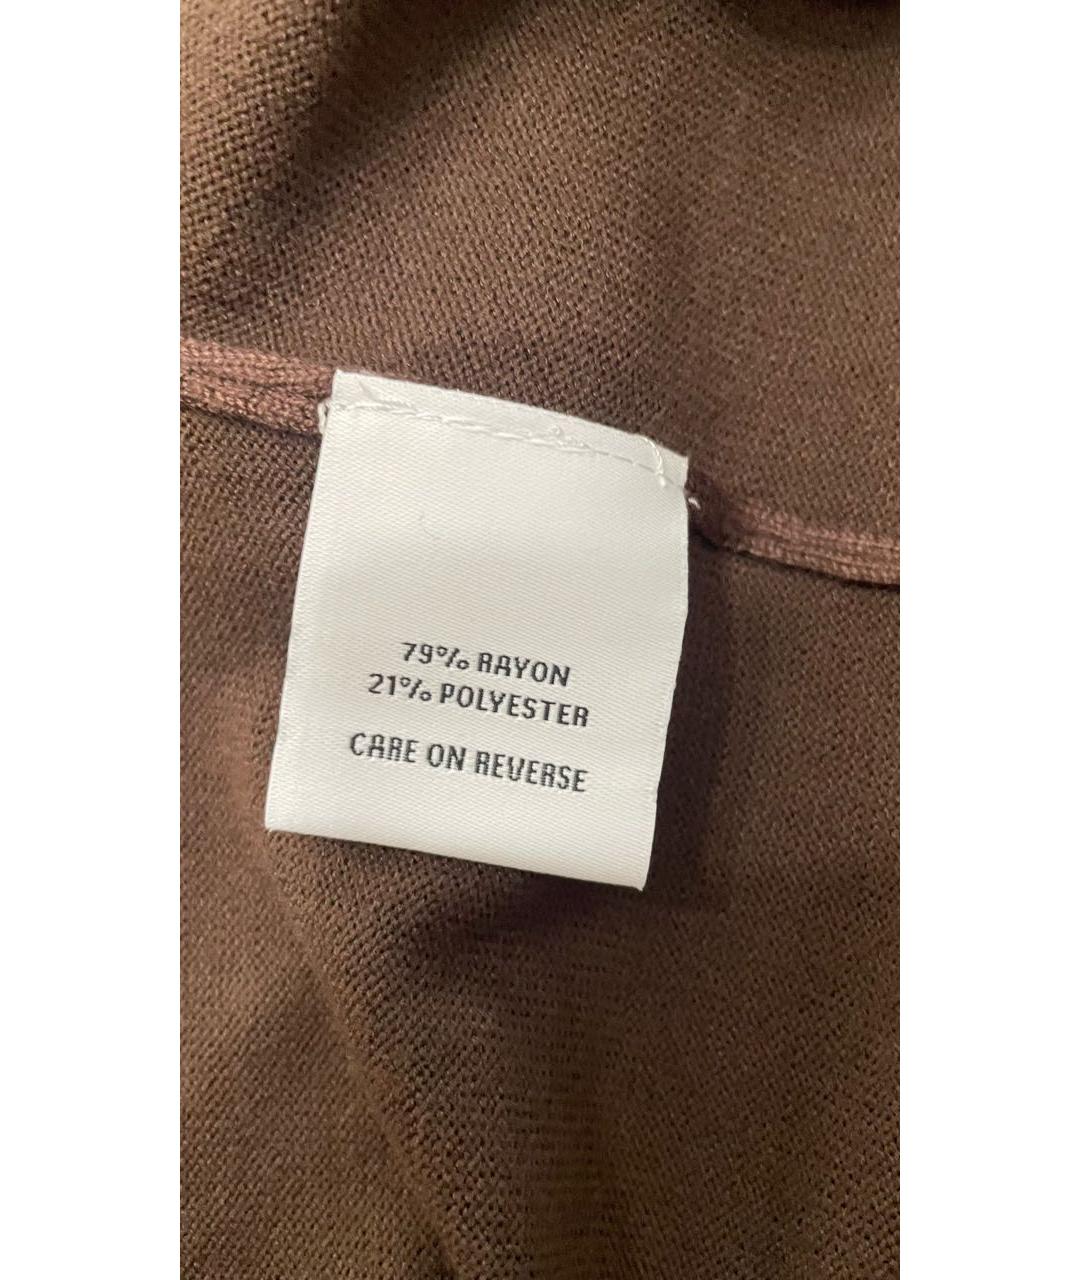 79% RAYON
21% POLYESTER
CARE ON REVERSE